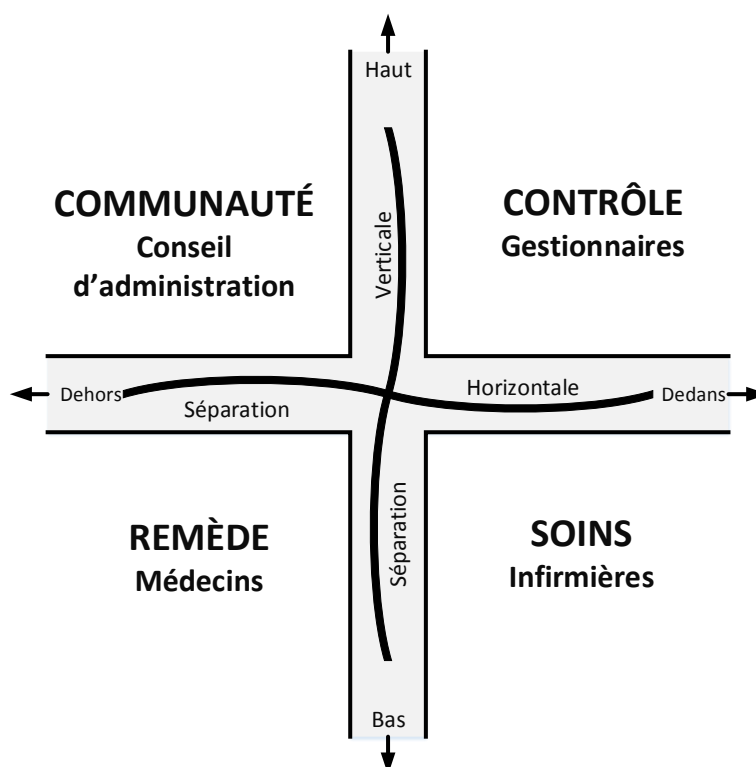 Haut
COMMUNAUTÉ
Conseil
d’administration
Verticale
CONTRÔLE
Gestionnaires
Dehors
Séparation
Horizontale
Dedans
REMÈDE
Médecins
Séparation
SOINS
Infirmières
Bas